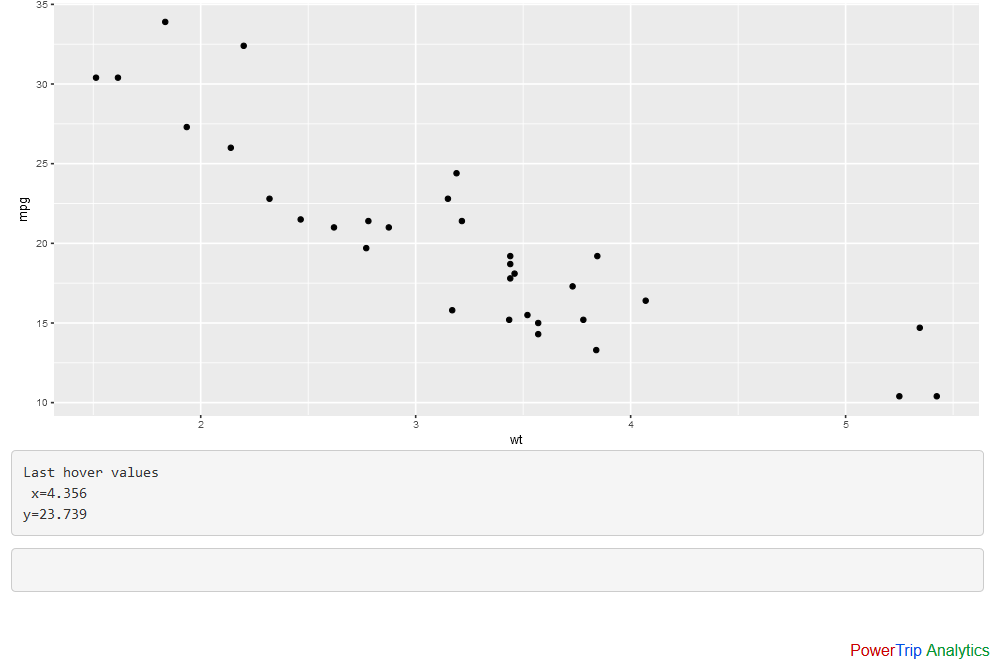 35
30
25
20
15
10
mpg
2 3 4 5
wt
Last hover values
x=4.356
y=23.739
PowerTrip Analytics